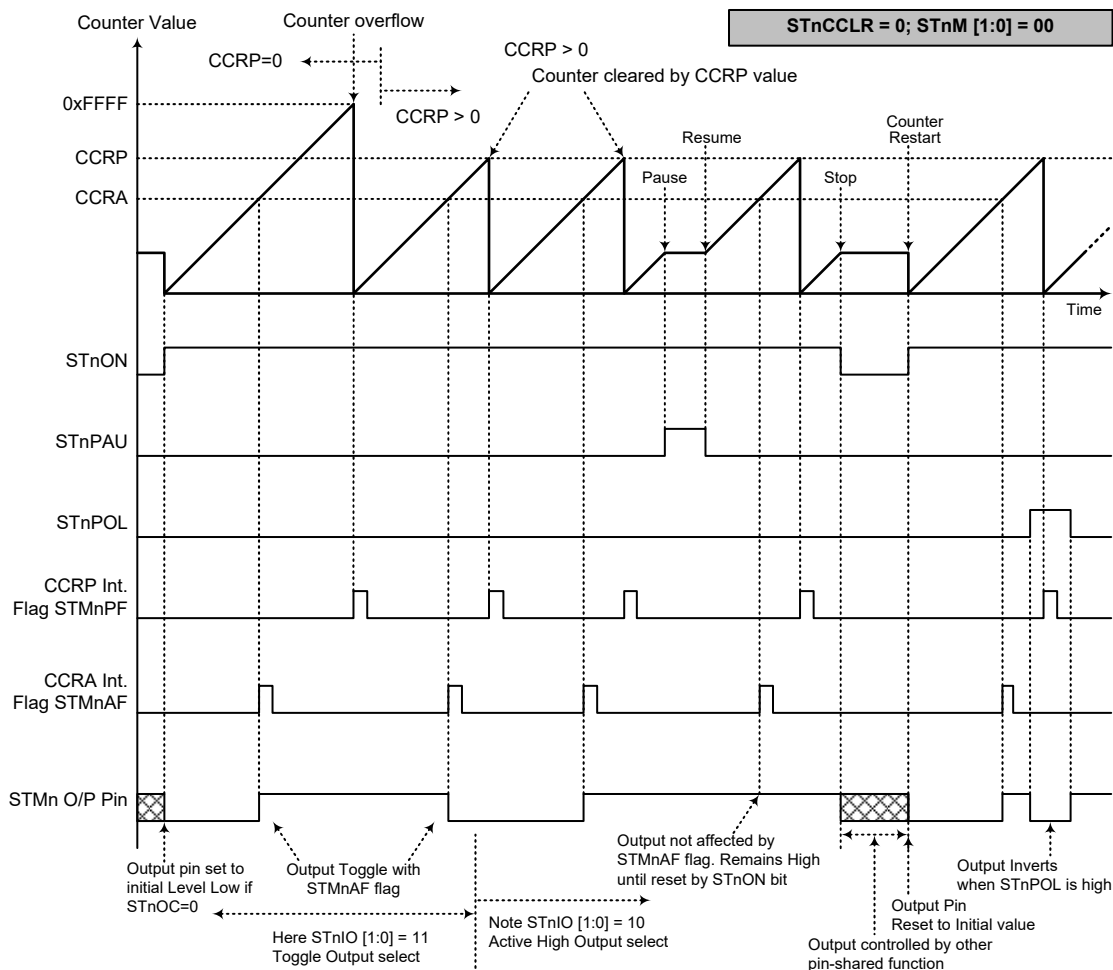 Counter Value
Counter overflow
STnCCLR = 0; STnM [1:0] = 00
CCRP=0
CCRP > 0
CCRP > 0
Counter cleared by CCRP value
0xFFFF
CCRP
CCRA
Pause
Resume
Stop
Counter
Restart
Time
STnON
STnPAU
STnPOL
CCRP Int.
Flag STMnPF
CCRA Int.
Flag STMnAF
STMn O/P Pin
Output pin set to
initial Level Low if
STnOC=0
Output Toggle with
STMnAF flag
Here STnIO [1:0] = 11
Toggle Output select
Note STnIO [1:0] = 10
Active High Output select
Output not affected by
STMnAF flag. Remains High
until reset by STnON bit
Output controlled by other
pin-shared function
Output Pin
Reset to Initial value
Output Inverts
when STnPOL is high